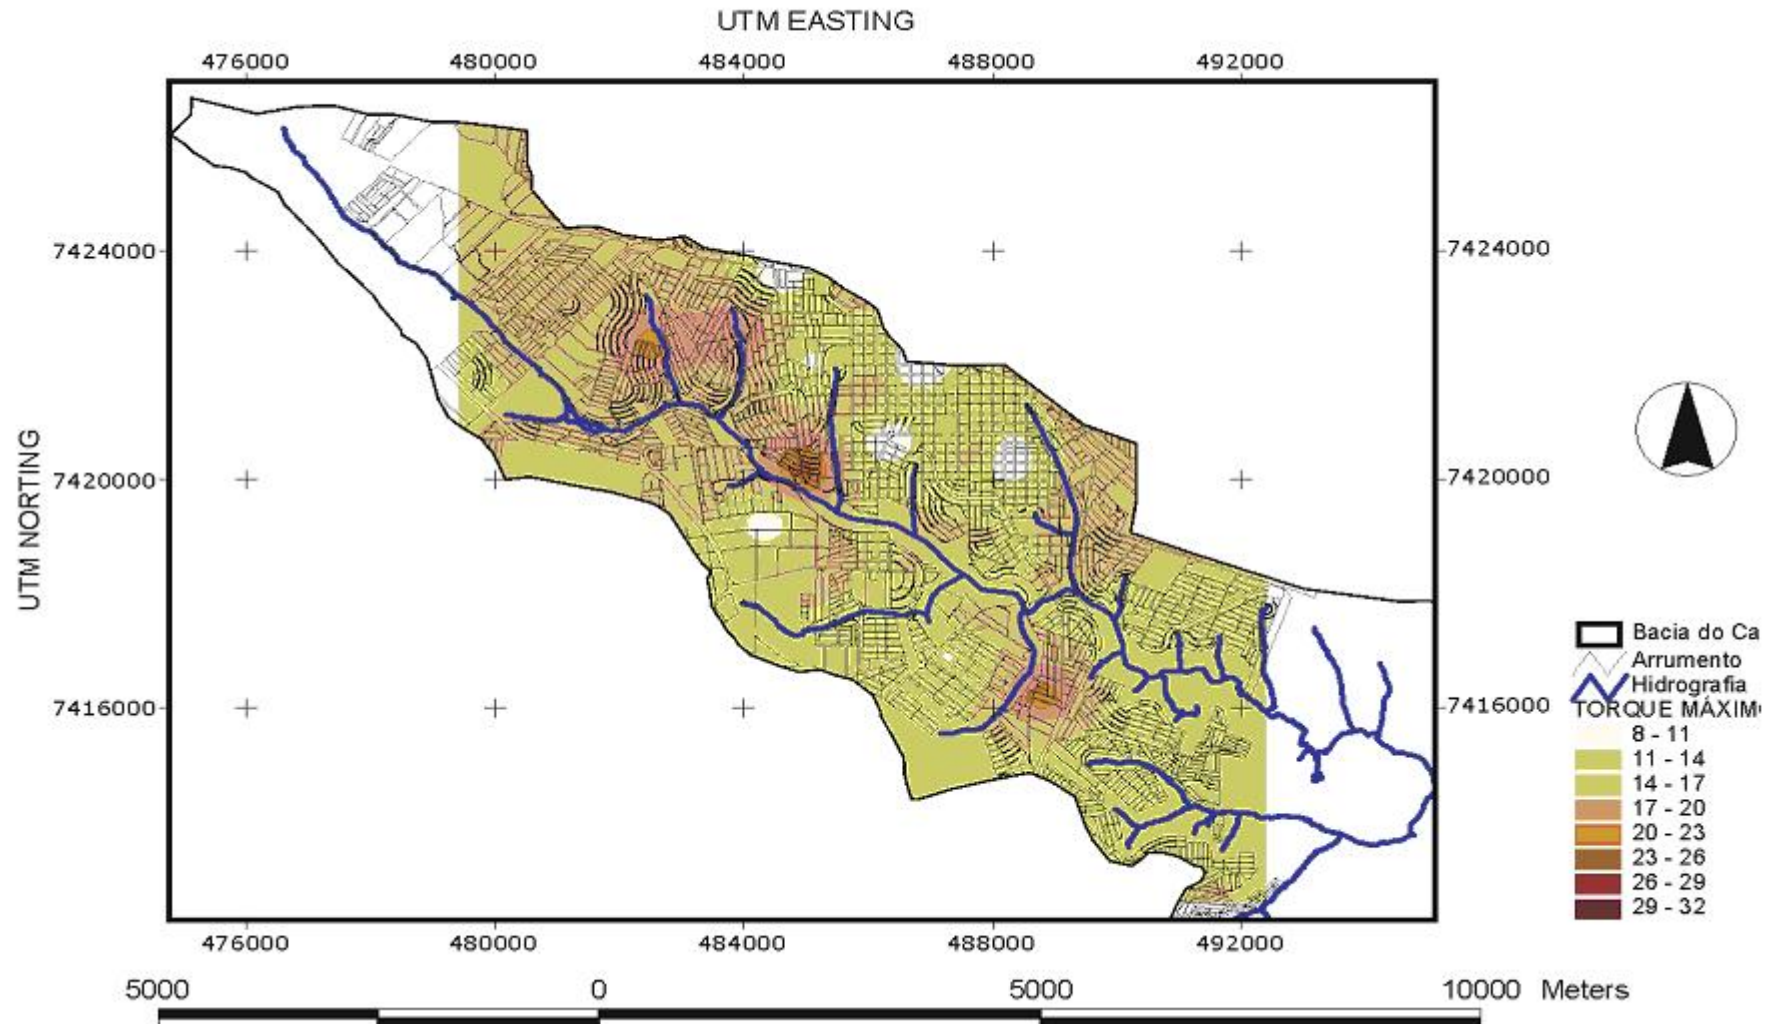 UTM EASTING
476000 480000 484000 488000 492000
UTM NORTING
7424000 7424000
7420000 7420000
7416000 7416000
476000 480000 484000 488000 492000
Bacia do Ca
Arrumento
Hidrografia
TORQUE MÁXIM
8 - 11
11 - 14
14 - 17
17 - 20
20 - 23
23 - 26
26 - 29
29 - 32
5000 0 5000 10000 Meters